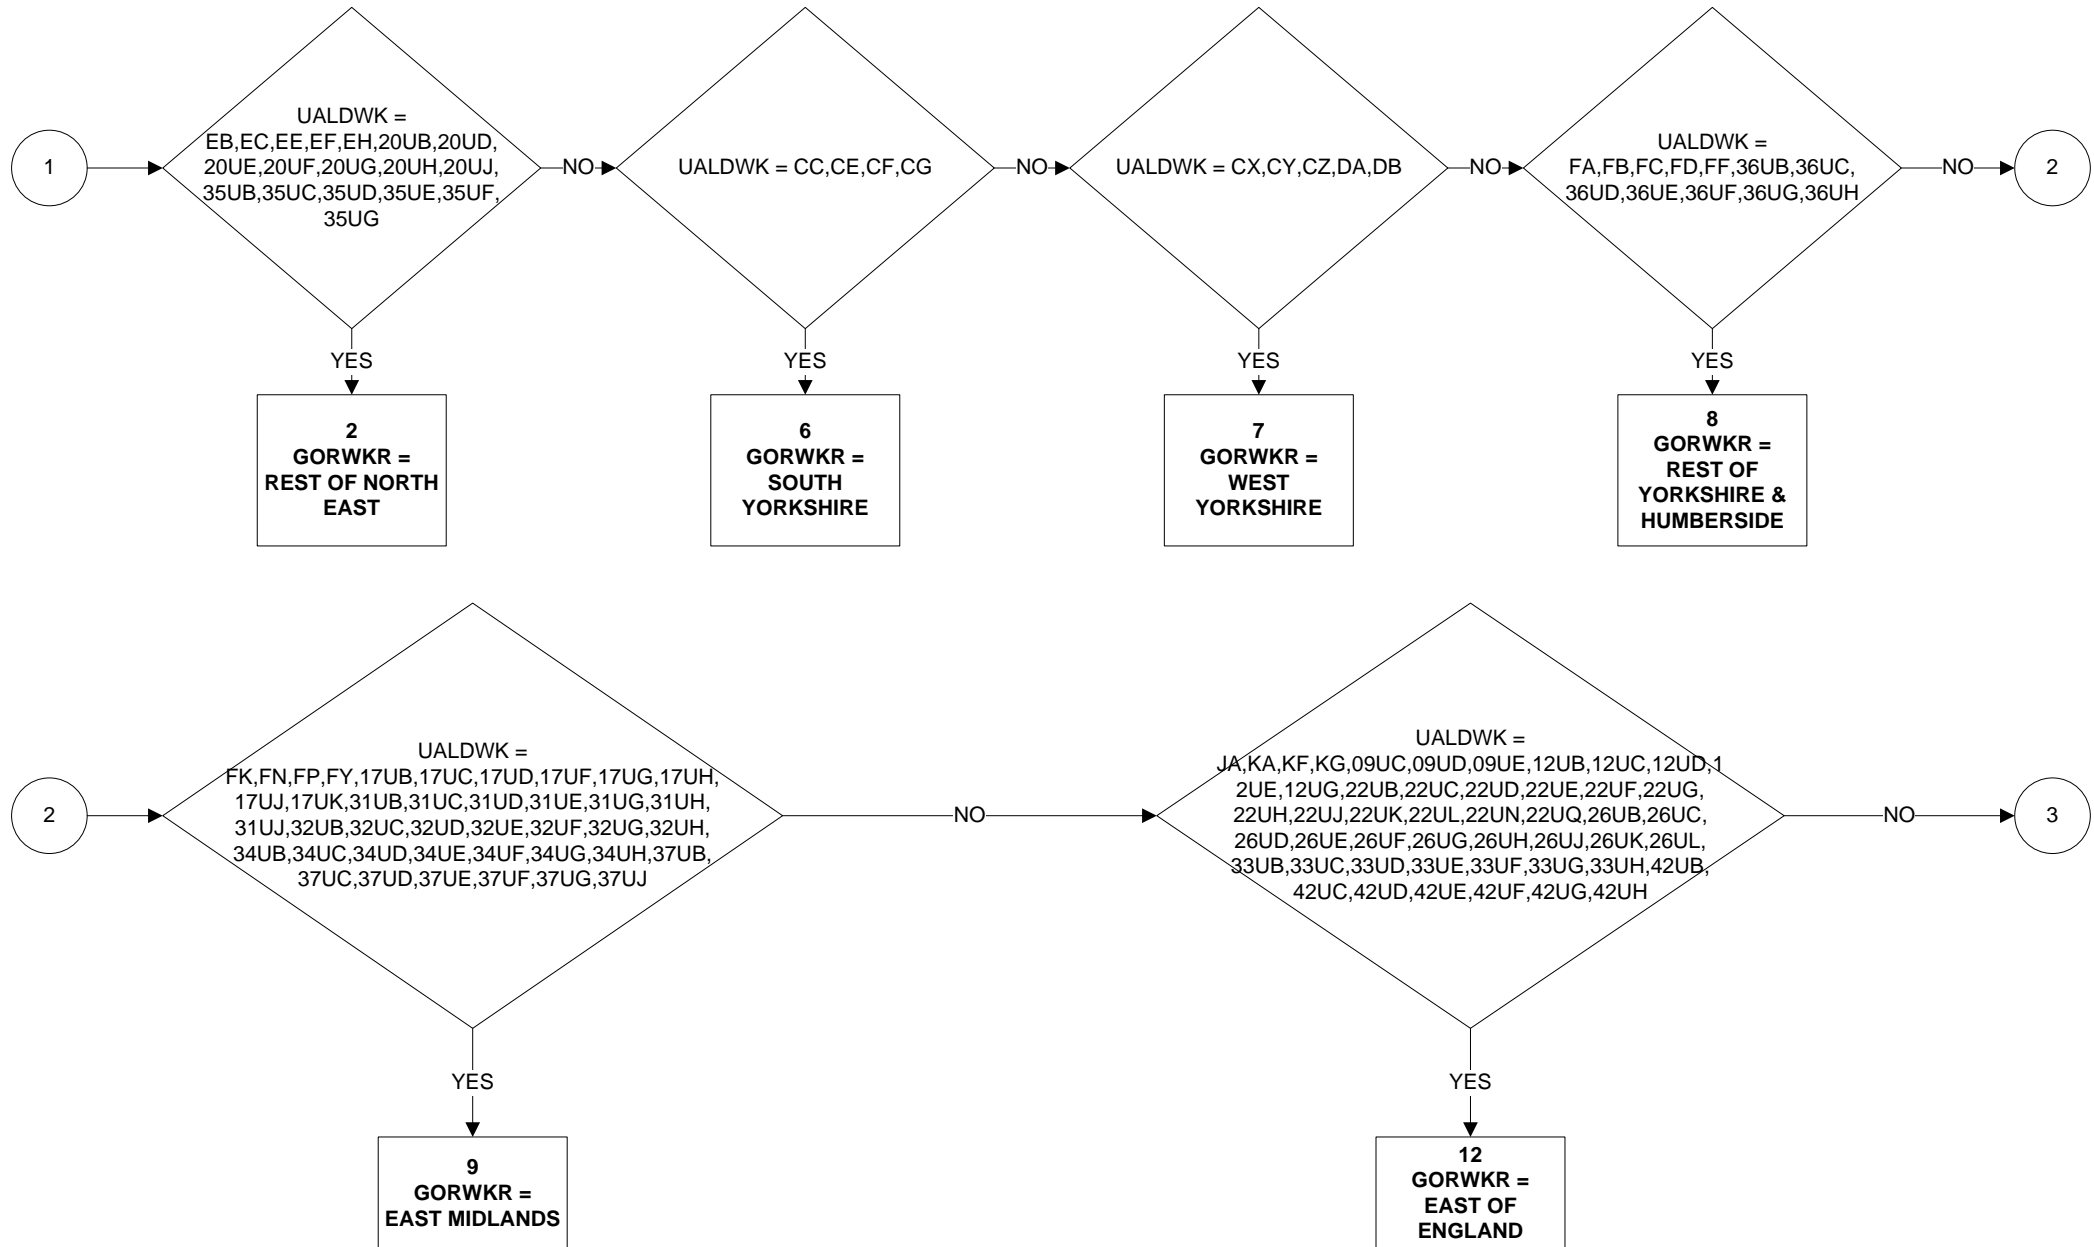 1
UALDWK =
EB,EC,EE,EF,EH,20UB,20UD,
20UE,20UF,20UG,20UH,20UJ,
35UB,35UC,35UD,35UE,35UF,
35UG
NO
UALDWK = CC,CE,CF,CG
NO
UALDWK = CX,CY,CZ,DA,DB
NO
UALDWK =
FA,FB,FC,FD,FF,36UB,36UC,
36UD,36UE,36UF,36UG,36UH
NO
2
YES
YES
YES
YES
2
GORWKR =
REST OF NORTH
EAST
6
GORWKR =
SOUTH
YORKSHIRE
7
GORWKR =
WEST
YORKSHIRE
8
GORWKR =
REST OF
YORKSHIRE &
HUMBERSIDE
2
UALDWK =
FK,FN,FP,FY,17UB,17UC,17UD,17UF,17UG,17UH,
17UJ,17UK,31UB,31UC,31UD,31UE,31UG,31UH,
31UJ,32UB,32UC,32UD,32UE,32UF,32UG,32UH,
34UB,34UC,34UD,34UE,34UF,34UG,34UH,37UB,
37UC,37UD,37UE,37UF,37UG,37UJ
NO
UALDWK =
JA,KA,KF,KG,09UC,09UD,09UE,12UB,12UC,12UD,1
2UE,12UG,22UB,22UC,22UD,22UE,22UF,22UG,
22UH,22UJ,22UK,22UL,22UN,22UQ,26UB,26UC,
26UD,26UE,26UF,26UG,26UH,26UJ,26UK,26UL,
33UB,33UC,33UD,33UE,33UF,33UG,33UH,42UB,
42UC,42UD,42UE,42UF,42UG,42UH
NO
3
YES
YES
9
GORWKR =
EAST MIDLANDS
12
GORWKR =
EAST OF
ENGLAND